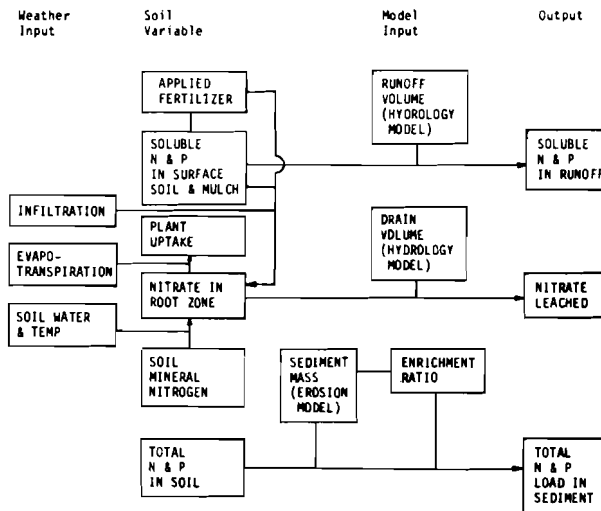 Weather
Input
Soil
Variable
Model
Input
Output
APPLIED
FERTILIZER
RUNOFF
VOLUME
(HYDROLOGY
MODEL)
SOLUBLE
N & P
IN SURFACE
SOIL & MULCH
SOLUBLE
N & P
IN RUNOFF
INFILTRATION
PLANT
UPTAKE
DRAIN
VOLUME
(HYDROLOGY
MODEL)
EVAPO-
TRANSPIRATION
NITRATE IN
ROOT ZONE
NITRATE
LEACHED
SOIL WATER
& TEMP
SOIL
MINERAL
NITROGEN
SEDIMENT
MASS
(EROSION
MODEL)
ENRICHMENT
RATIO
TOTAL
N & P
IN SOIL
TOTAL
N & P
LOAD IN
SEDIMENT